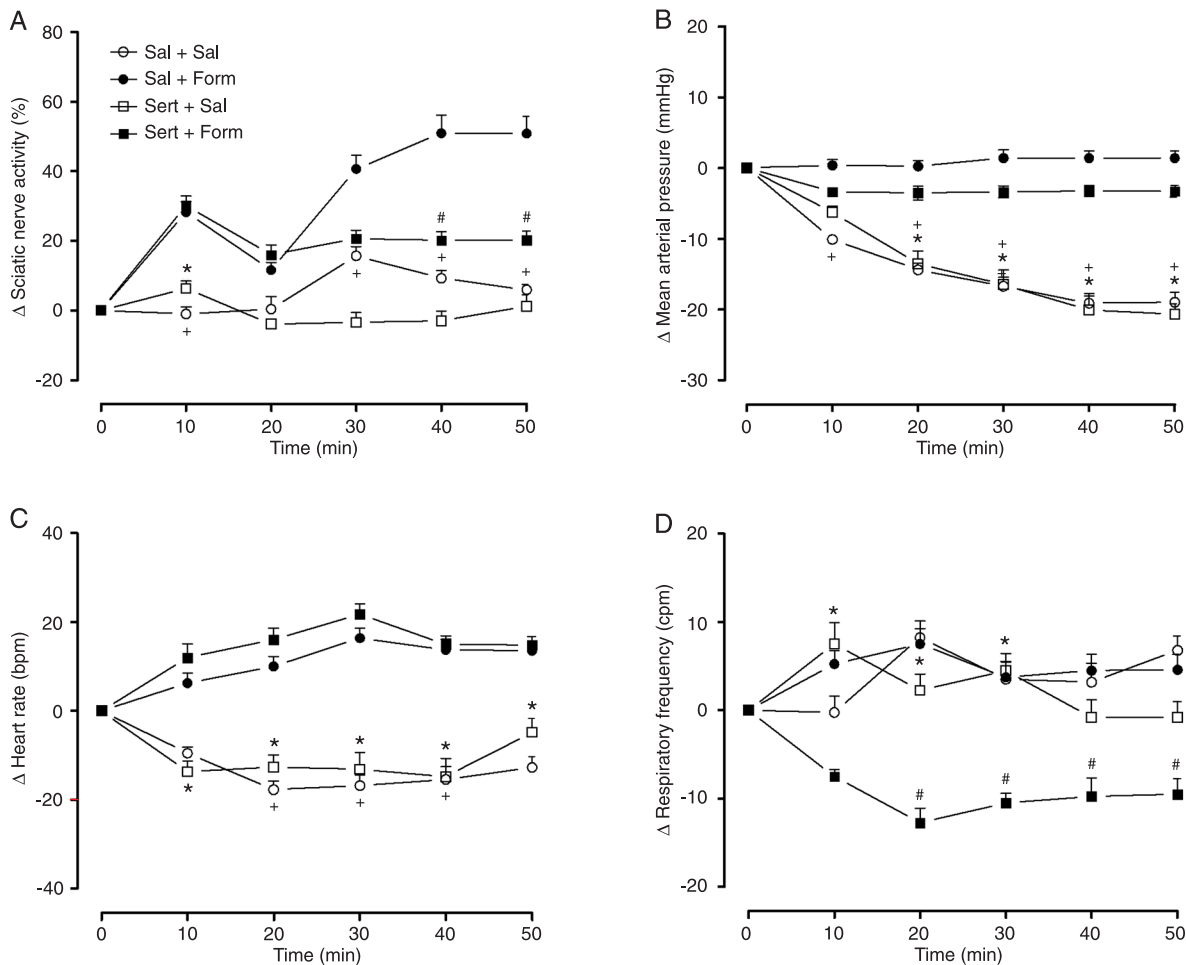 A
Δ Sciatic nerve activity (%)
80
60
40
20
0
-20
Sal + Sal
Sal + Form
Sert + Sal
Sert + Form
*
+
+
#
+
#
+
0 10 20 30 40 50
Time (min)
B
Δ Mean arterial pressure (mmHg)
20
10
0
-10
-20
-30
+
+
*
+
*
+
*
+
*
0 10 20 30 40 50
Time (min)
C
Δ Heart rate (bpm)
40
20
0
-20
-40
*
*
+
*
+
*
+
*
0 10 20 30 40 50
Time (min)
D
Δ Respiratory frequency (cpm)
20
10
0
-10
-20
*
*
*
#
#
#
#
0 10 20 30 40 50
Time (min)